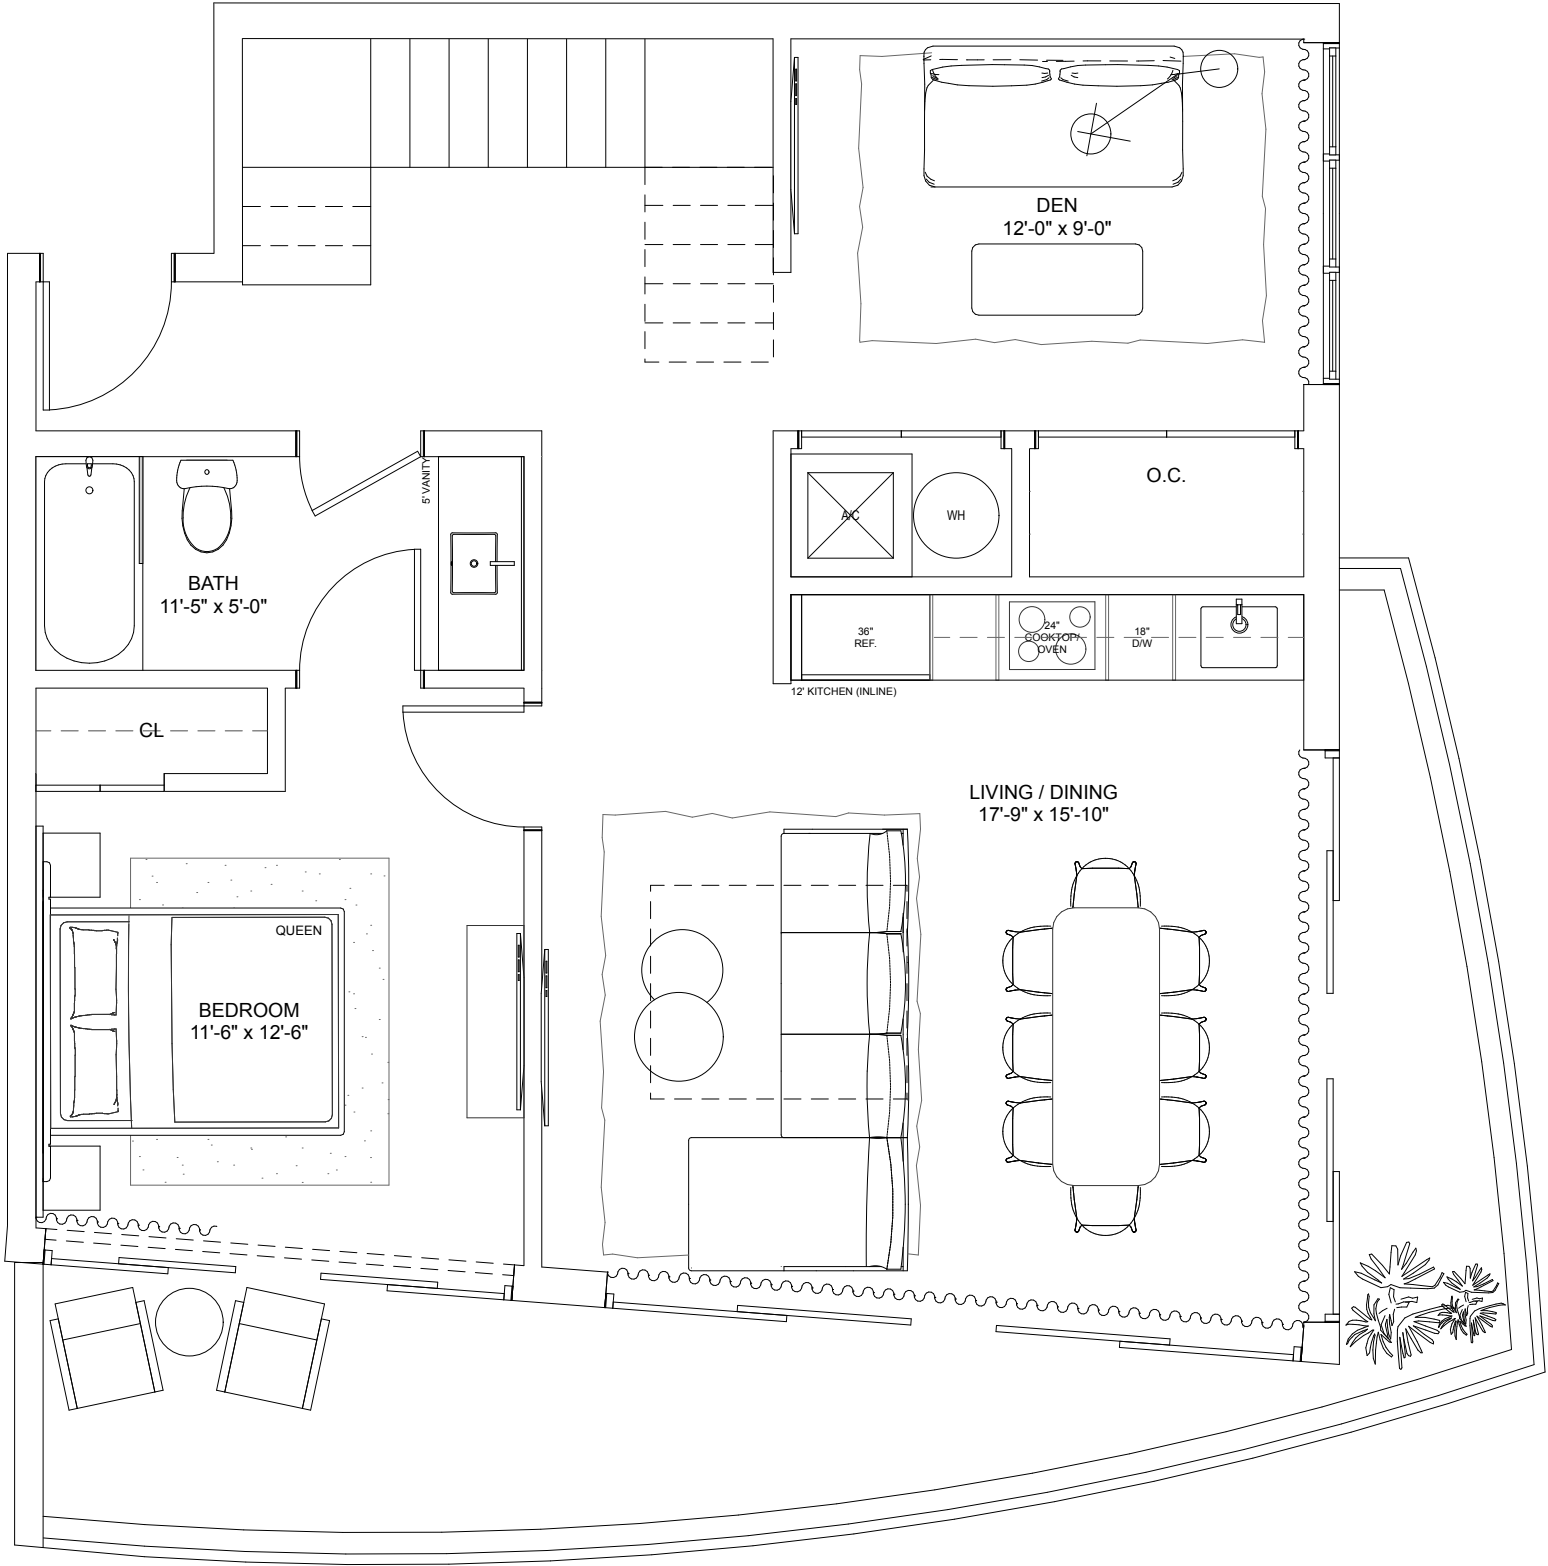 DEN
12'-0" x 9'-0"
5' VANITY
O.C.
A/C
WH
BATH
11'-5" x 5'-0"
36"
REF.
24"
COOKTOP/
OVEN
18"
D/W
12' KITCHEN (INLINE)
CL
LIVING / DINING
17'-9" x 15'-10"
QUEEN
BEDROOM
11'-6" x 12'-6"